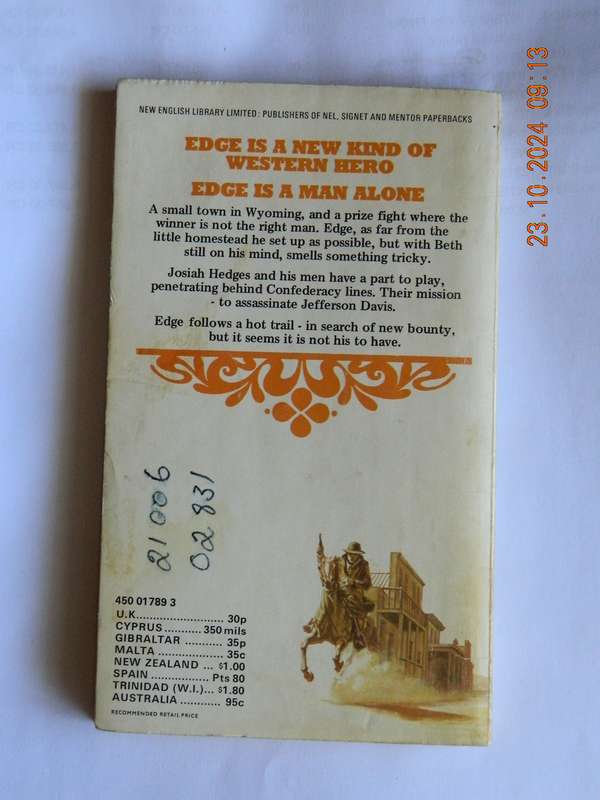 NEW ENGLISH LIBRARY LIMITED: PUBLISHERS OF NEL, SIGNET AND MENTOR PAPERBACKS
EDGE IS A NEW KIND OF
WESTERN HERO
EDGE IS A MAN ALONE
A small town in Wyoming, and a prize fight where the
winner is not the right man. Edge, as far from the
little homestead he set up as possible, but with Beth
still on his mind, smells something tricky.
Josiah Hedges and his men have a part to play,
penetrating behind Confederacy lines. Their mission
- to assassinate Jefferson Davis.
Edge follows a hot trail - in search of new bounty,
but it seems it is not his to have.
21006
02831
450 01789 3
U.K. .......................... 30p
CYPRUS........... 350 mils
GIBRALTAR ........... 35p
MALTA .................... 35c
NEW ZEALAND ... $1.00
SPAIN .................. Pts 80
TRINIDAD (W.I.)... $1.80
AUSTRALIA ............ 95c
RECOMMENDED RETAIL PRICE
23.10.2024 09:13